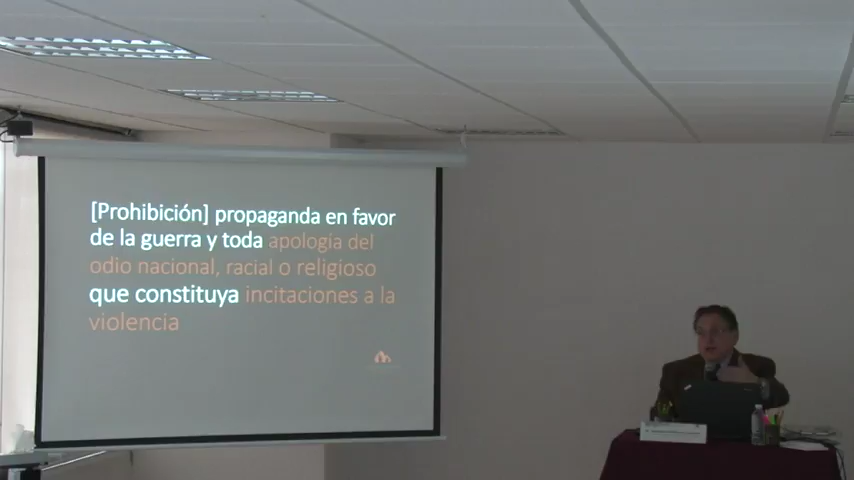 [Prohibición] propaganda en favor
de la guerra y toda apología del
odio nacional, racial o religioso
que constituya incitaciones a la
violencia